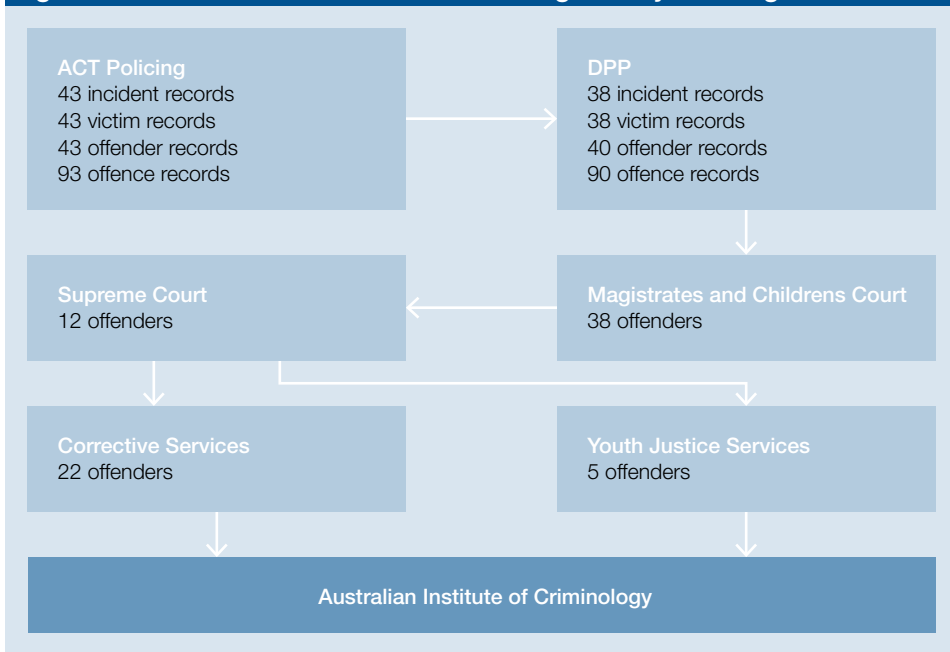 ACT Policing
43 incident records
43 victim records
43 offender records
93 offence records
DPP
38 incident records
38 victim records
40 offender records
90 offence records
Supreme Court
12 offenders
Magistrates and Childrens Court
38 offenders
Corrective Services
22 offenders
Youth Justice Services
5 offenders
Australian Institute of Criminology